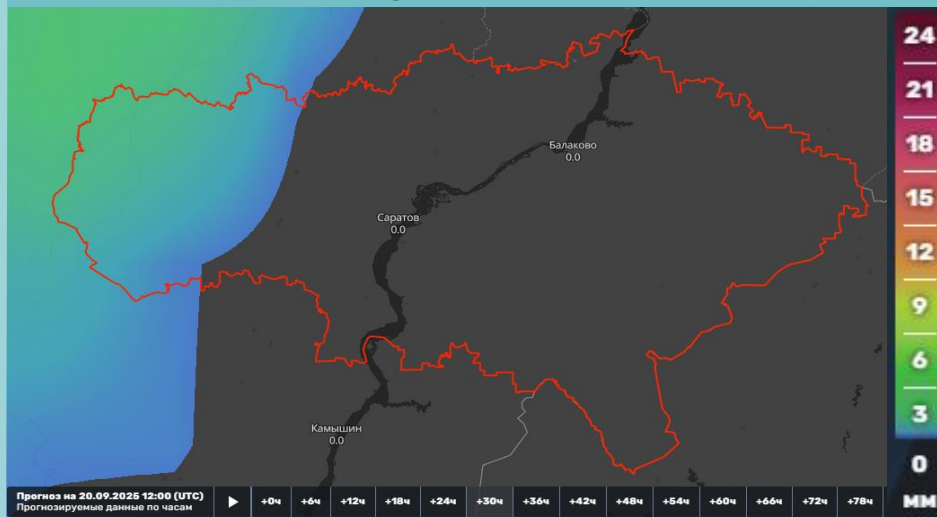 24
21
18
15
12
9
6
3
0
мм
Балаково
0.0
Саратов
0.0
Камышин
0.0
Прогноз на 20.09.2025 12:00 (UTC)
Прогнозируемые данные по часам
+0ч +6ч +12ч +18ч +24ч +30ч +36ч +42ч +48ч +54ч +60ч +66ч +72ч +78ч